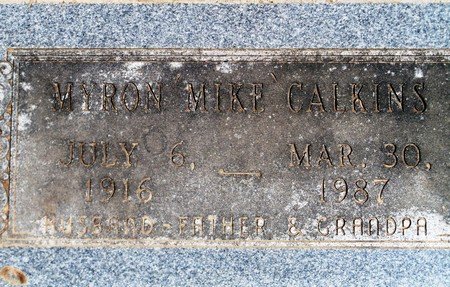 MYRON "MIKE" CALKINS
JULY 6, — MAR. 30,
1916 1987
HUSBAND - FATHER & GRANDPA